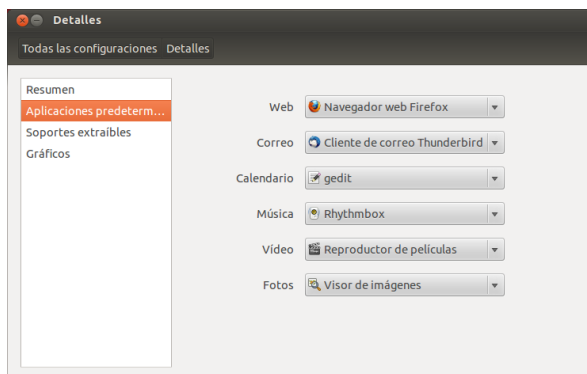 Detalles
Todas las configuraciones Detalles
Resumen
Aplicaciones predeterm...
Soportes extraíbles
Gráficos
Web Navegador web Firefox
Correo Cliente de correo Thunderbird
Calendario gedit
Música Rhythmbox
Vídeo Reproductor de películas
Fotos Visor de imágenes